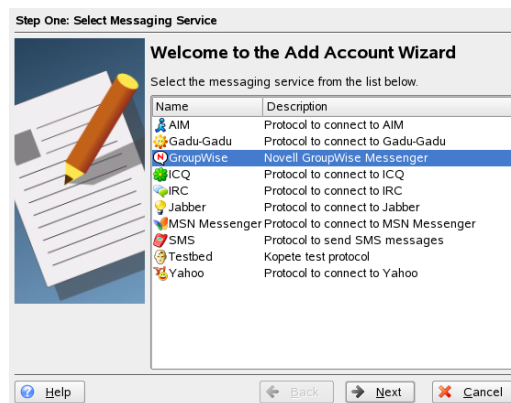 Step One: Select Messaging Service
Welcome to the Add Account Wizard
Select the messaging service from the list below.
Name Description
AIM Protocol to connect to AIM
Gadu-Gadu Protocol to connect to Gadu-Gadu
N GroupWise Novell GroupWise Messenger
ICQ Protocol to connect to ICQ
IRC Protocol to connect to IRC
Jabber Protocol to connect to Jabber
MSN Messenger Protocol to connect to MSN Messenger
SMS Protocol to send SMS messages
Testbed Kopete test protocol
Yahoo Protocol to connect to Yahoo
? Help Back Next Cancel